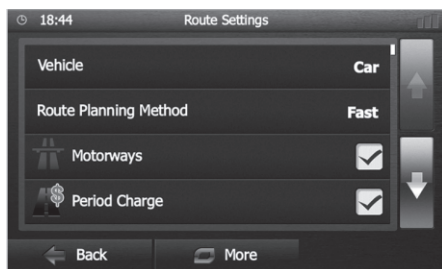 18:44 Route Settings
Vehicle Car
Route Planning Method Fast
Motorways
$ Period Charge
Back More